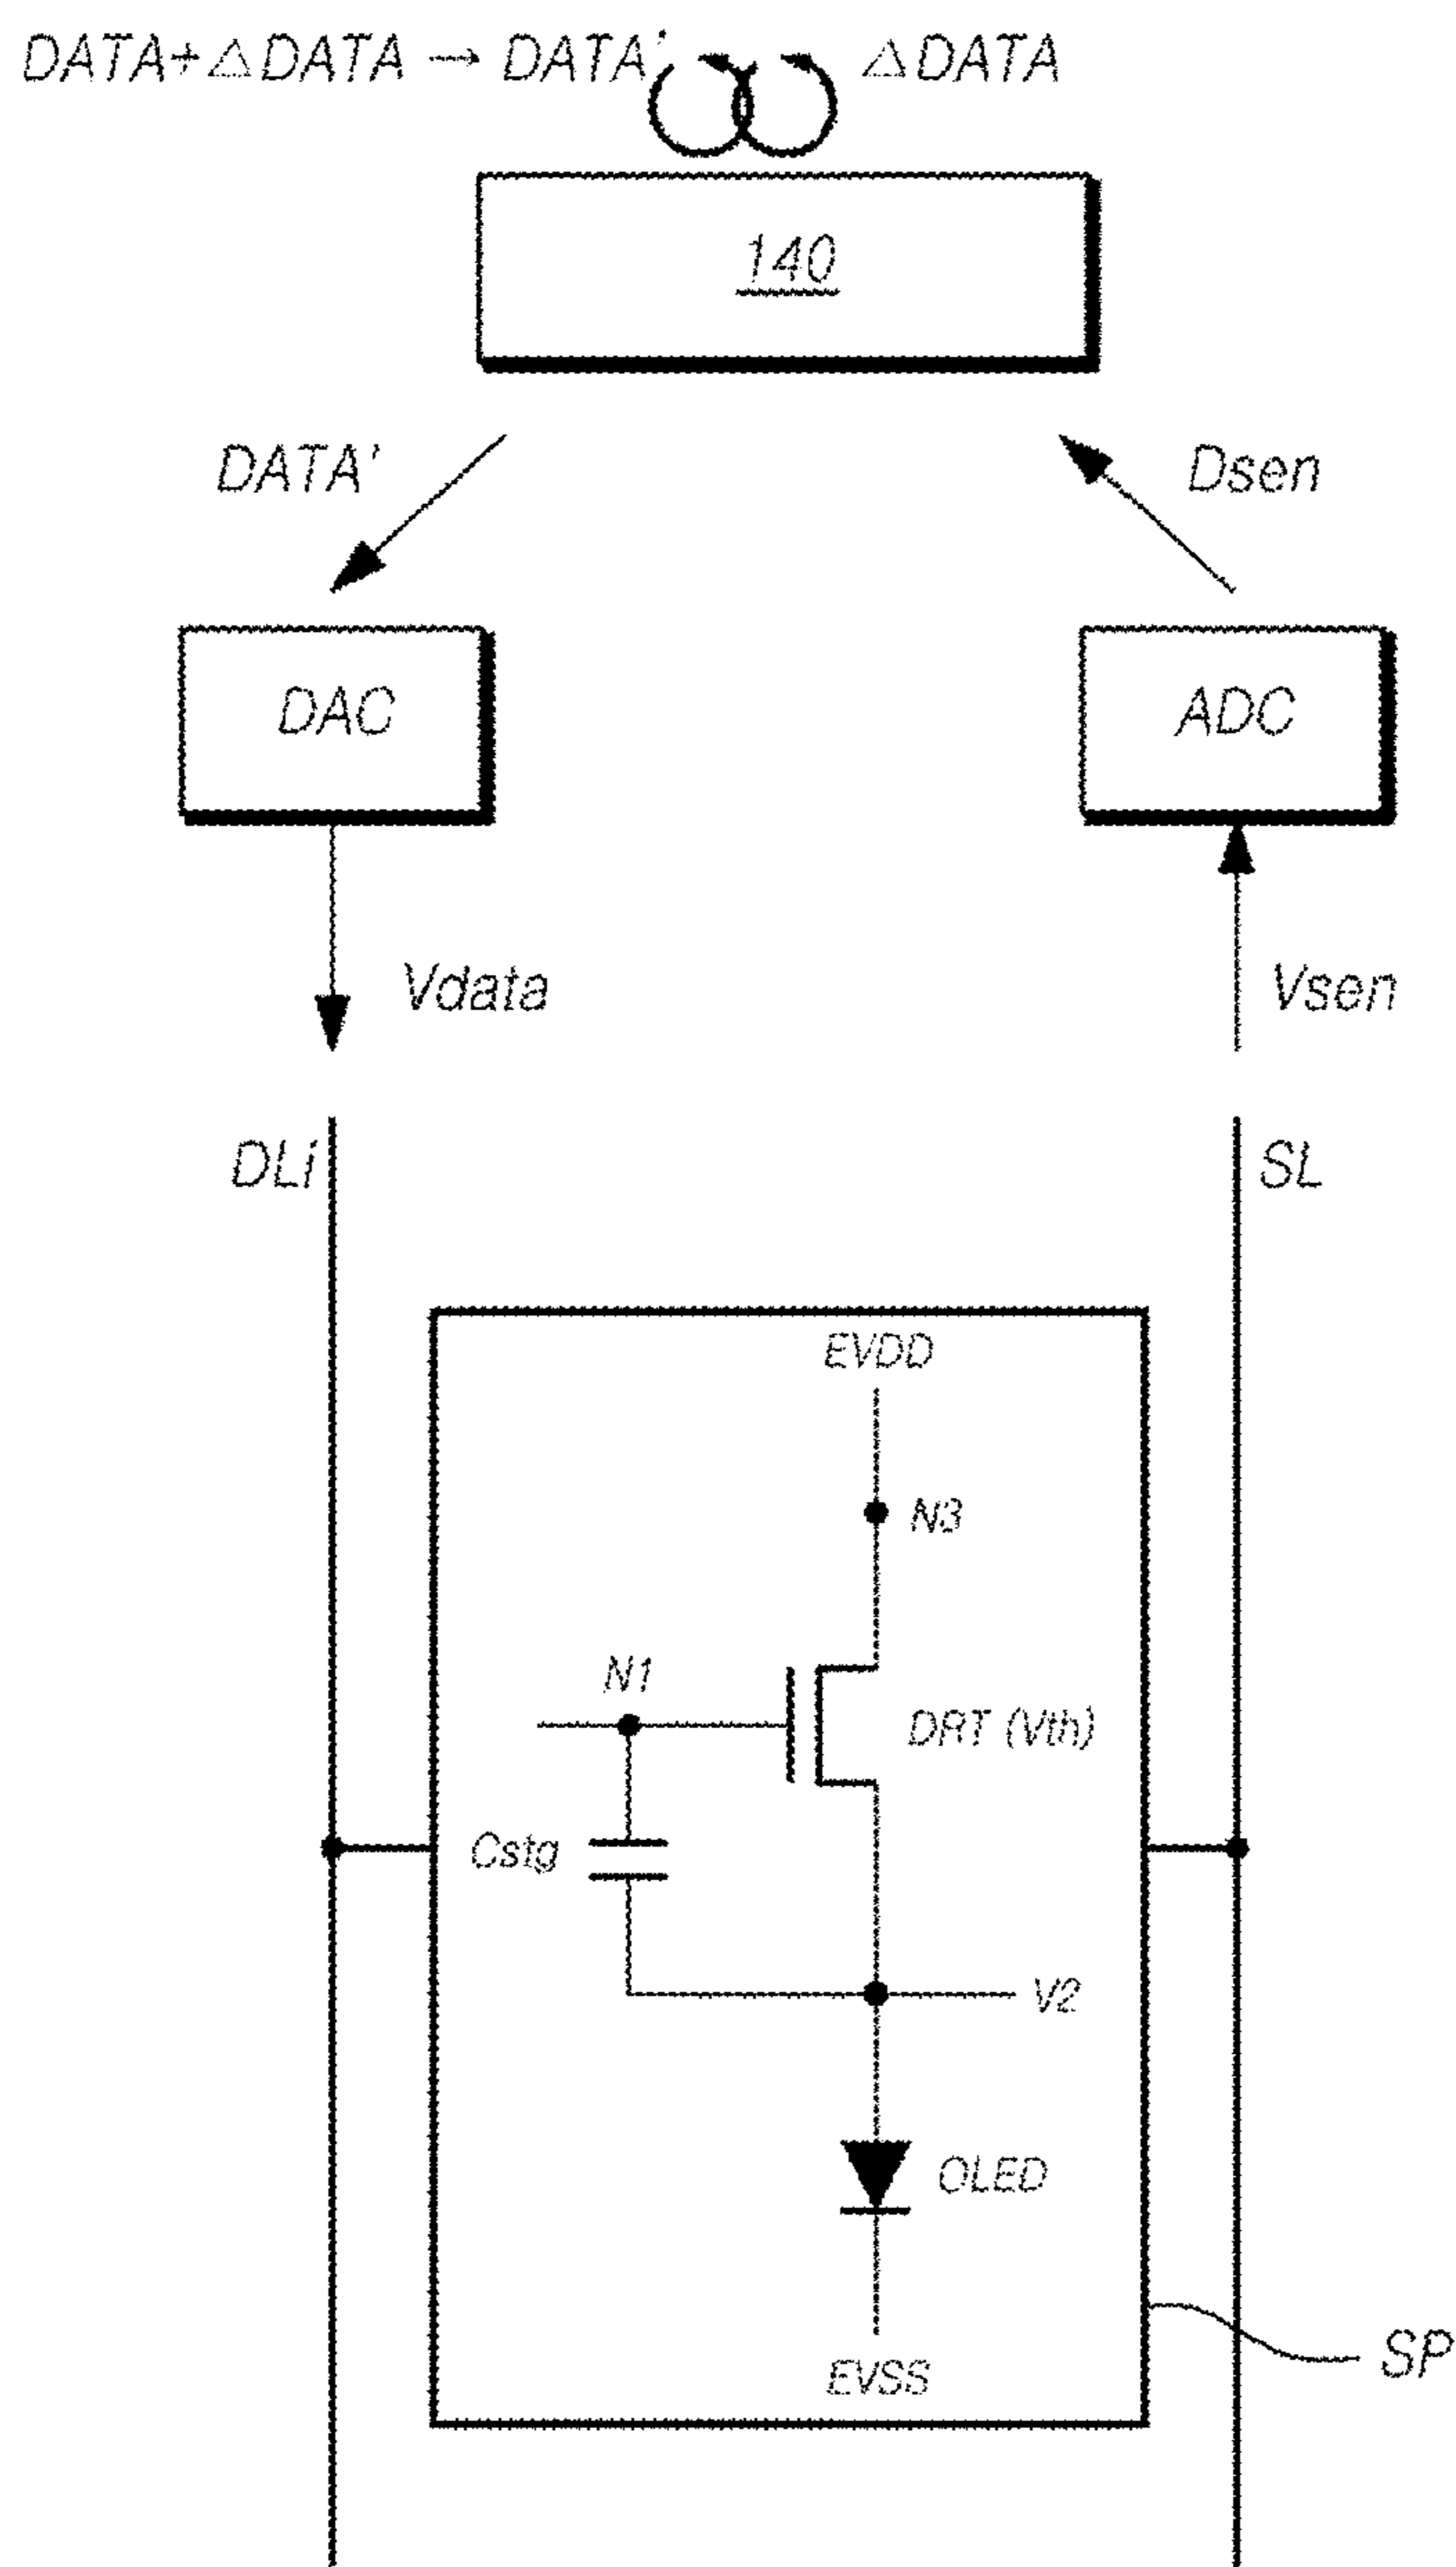 DATA+△DATA → DATA' △DATA
140
DATA' Dsen
DAC ADC
Vdata Vsen
DLi SL
EVDD
N3
N1
DRT (Vth)
Cstg
V2
OLED
SP
EVSS